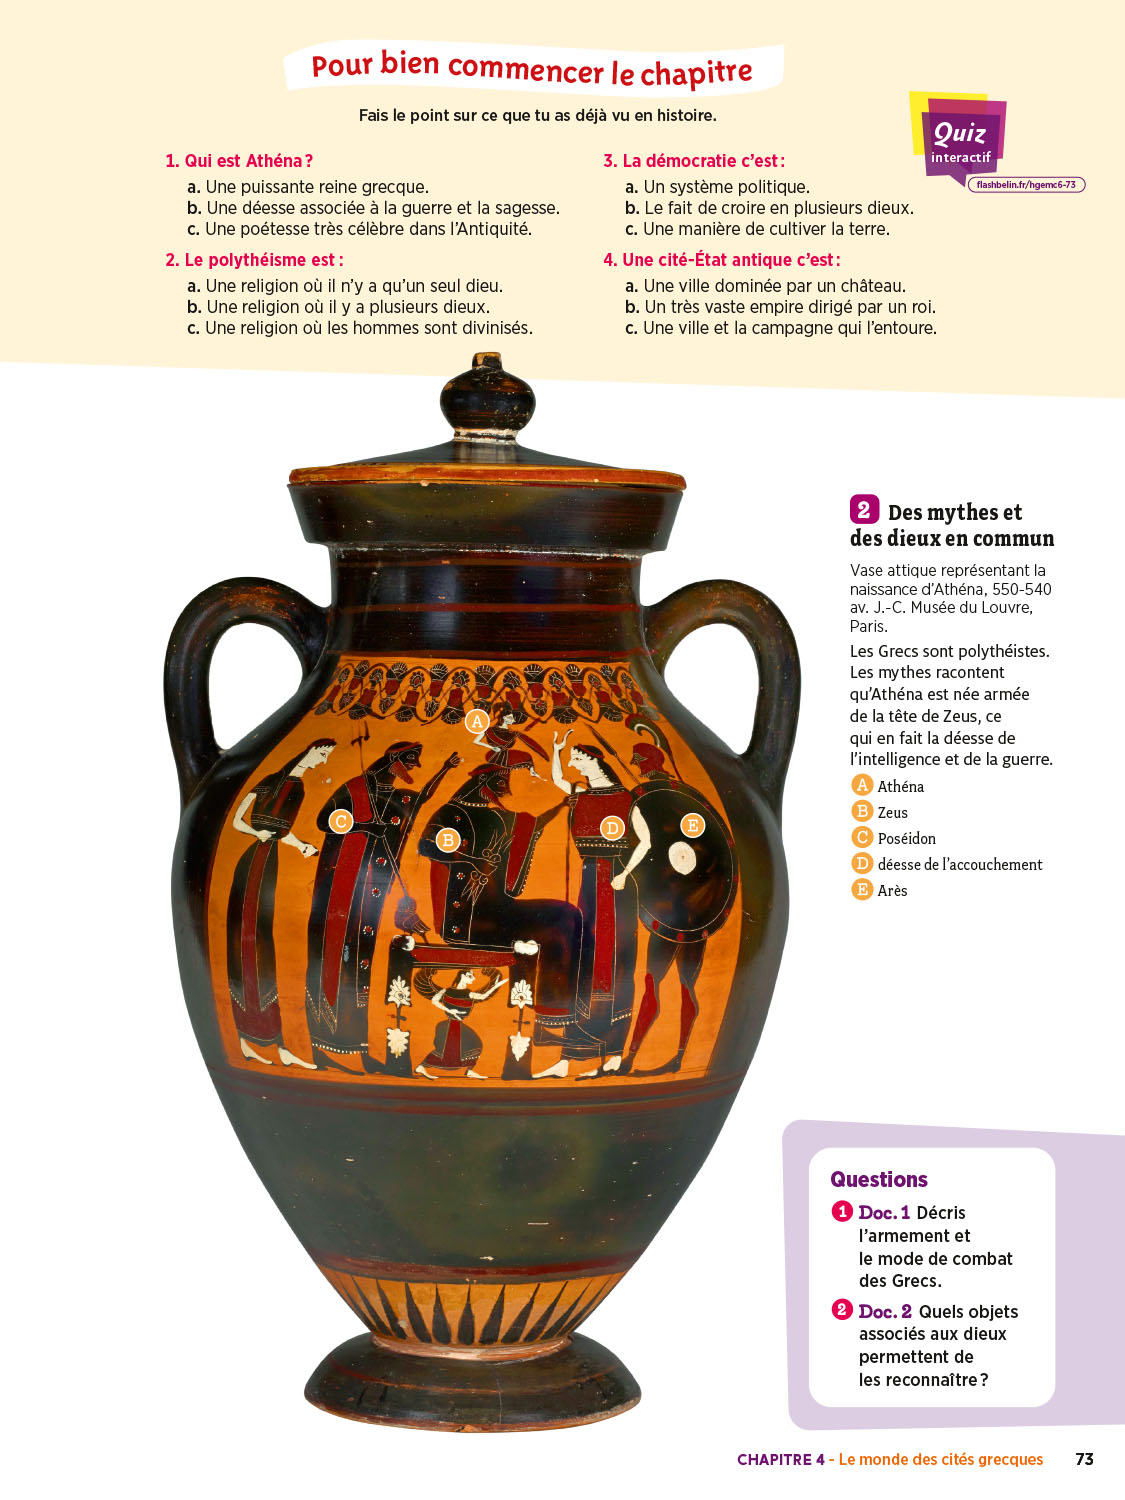 Pour bien commencer le chapitre
Fais le point sur ce que tu as déjà vu en histoire.
Quiz
interactif
flashbelin.fr/hgemc6-73
1. Qui est Athéna ?
a. Une puissante reine grecque.
b. Une déesse associée à la guerre et la sagesse.
c. Une poétesse très célèbre dans l'Antiquité.
2. Le polythéisme est :
a. Une religion où il n'y a qu'un seul dieu.
b. Une religion où il y a plusieurs dieux.
c. Une religion où les hommes sont divinisés.
3. La démocratie c'est :
a. Un système politique.
b. Le fait de croire en plusieurs dieux.
c. Une manière de cultiver la terre.
4. Une cité-État antique c'est :
a. Une ville dominée par un château.
b. Un très vaste empire dirigé par un roi.
c. Une ville et la campagne qui l'entoure.
A
C
B
D
E
2 Des mythes et
des dieux en commun
Vase attique représentant la
naissance d'Athéna, 550-540
av. J.-C. Musée du Louvre,
Paris.
Les Grecs sont polythéistes.
Les mythes racontent
qu'Athéna est née armée
de la tête de Zeus, ce
qui en fait la déesse de
l'intelligence et de la guerre.
A Athéna
B Zeus
C Poséidon
D déesse de l'accouchement
E Arès
Questions
1 Doc. 1 Décris
l'armement et
le mode de combat
des Grecs.
2 Doc. 2 Quels objets
associés aux dieux
permettent de
les reconnaître ?
CHAPITRE 4 - Le monde des cités grecques 73